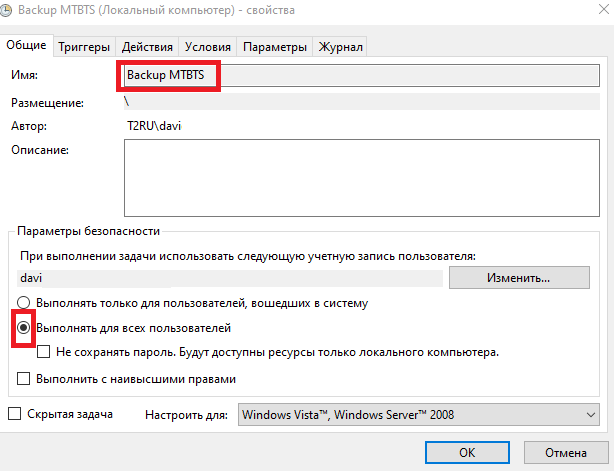 Backup MTBTS (Локальный компьютер) - свойства
Общие Триггеры Действия Условия Параметры Журнал
Имя: Backup MTBTS
Размещение: \
Автор: T2RU\davi
Описание:
Параметры безопасности
При выполнении задачи использовать следующую учетную запись пользователя:
davi Изменить...
Выполнять только для пользователей, вошедших в систему
Выполнять для всех пользователей
Не сохранять пароль. Будут доступны ресурсы только локального компьютера.
Выполнить с наивысшими правами
Скрытая задача Настроить для: Windows Vista™, Windows Server™ 2008
ОК Отмена